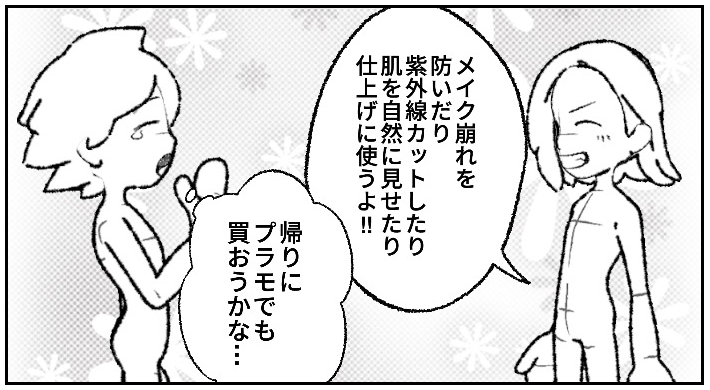 メイク崩れを
防いだり
紫外線カットしたり
肌を自然に見せたり
仕上げに使うよ!!
帰りに
プラモでも
買おうかな…